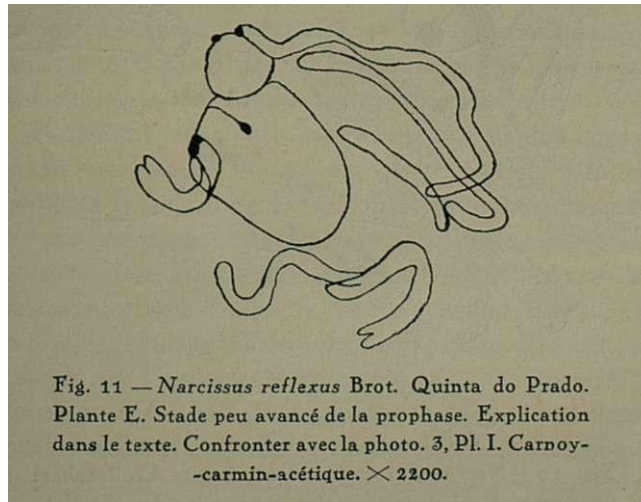 Fig. 11 — Narcissus reflexus Brot. Quinta do Prado.
Plante E. Stade peu avancé de la prophase. Explication
dans le texte. Confronter avec la photo. 3, Pl. I. Carnoy-
-carmin-acétique. × 2200.